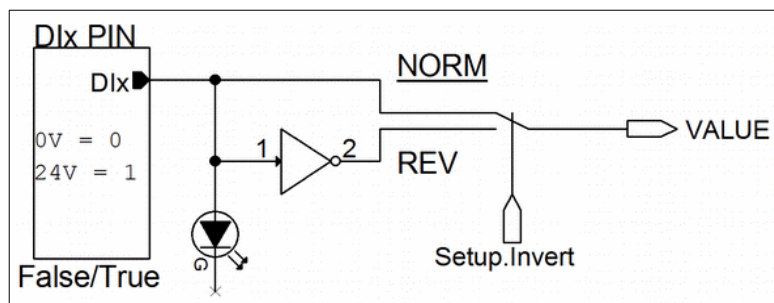 DIx PIN
DIx
NORM
0V = 0
24V = 1
1
2
REV
VALUE
G
Setup.Invert
False/True